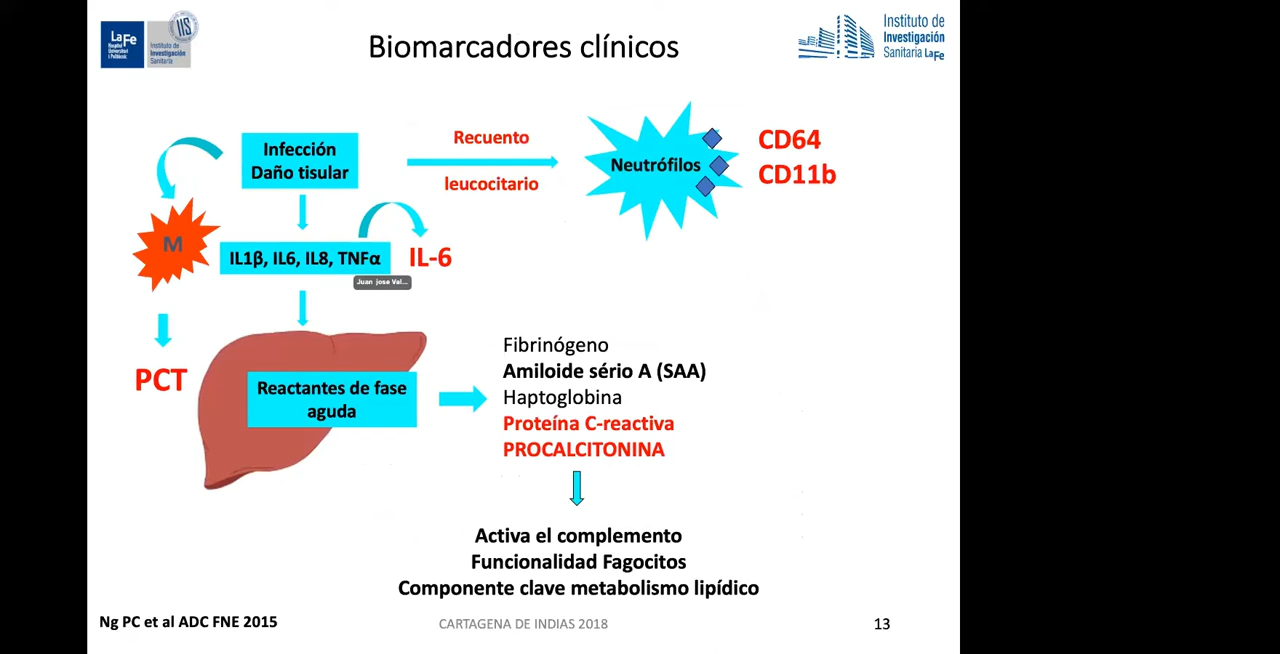 LaFe
Hospital
Universitari
i Politècnic
IIS
Instituto de
Investigación
Sanitaria
Biomarcadores clínicos
Instituto de
Investigación
Sanitaria LaFe
Infección
Daño tisular
Recuento
leucocitario
Neutrófilos
CD64
CD11b
M
IL1β, IL6, IL8, TNFα
IL-6
Juan jose Val...
PCT
Reactantes de fase
aguda
Fibrinógeno
Amiloide sério A (SAA)
Haptoglobina
Proteína C-reactiva
PROCALCITONINA
Activa el complemento
Funcionalidad Fagocitos
Componente clave metabolismo lipídico
Ng PC et al ADC FNE 2015
CARTAGENA DE INDIAS 2018
13